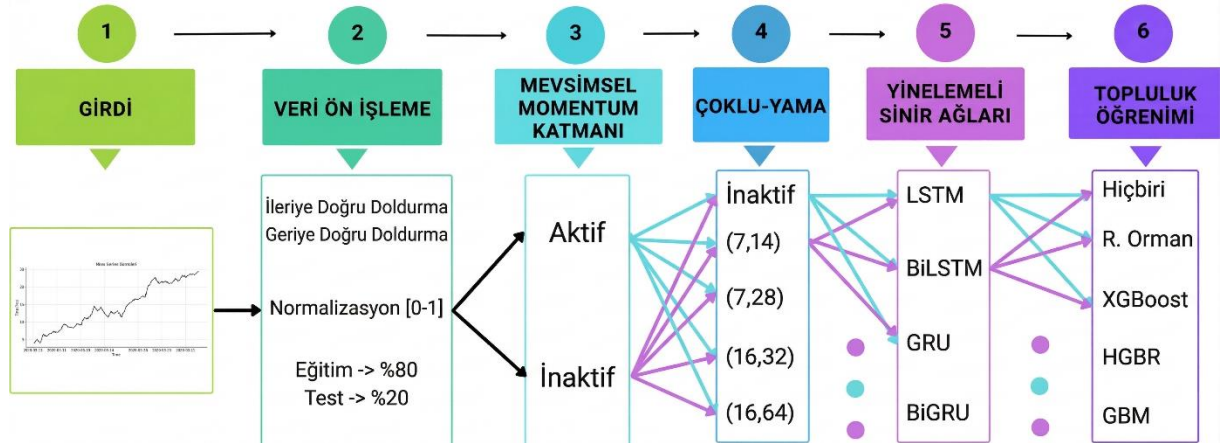 1
2
3
4
5
6
GİRDİ
VERİ ÖN İŞLEME
MEVSİMSEL
MOMENTUM
KATMANI
ÇOKLU-YAMA
YİNELEMELİ
SİNİR AĞLARI
TOPLULUK
ÖĞRENİMİ
İleriye Doğru Doldurma
Geriye Doğru Doldurma
Normalizasyon [0-1]
Eğitim -> %80
Test -> %20
Aktif
İnaktif
İnaktif
(7,14)
(7,28)
(16,32)
(16,64)
LSTM
BiLSTM
GRU
BiGRU
Hiçbiri
R. Orman
XGBoost
HGBR
GBM